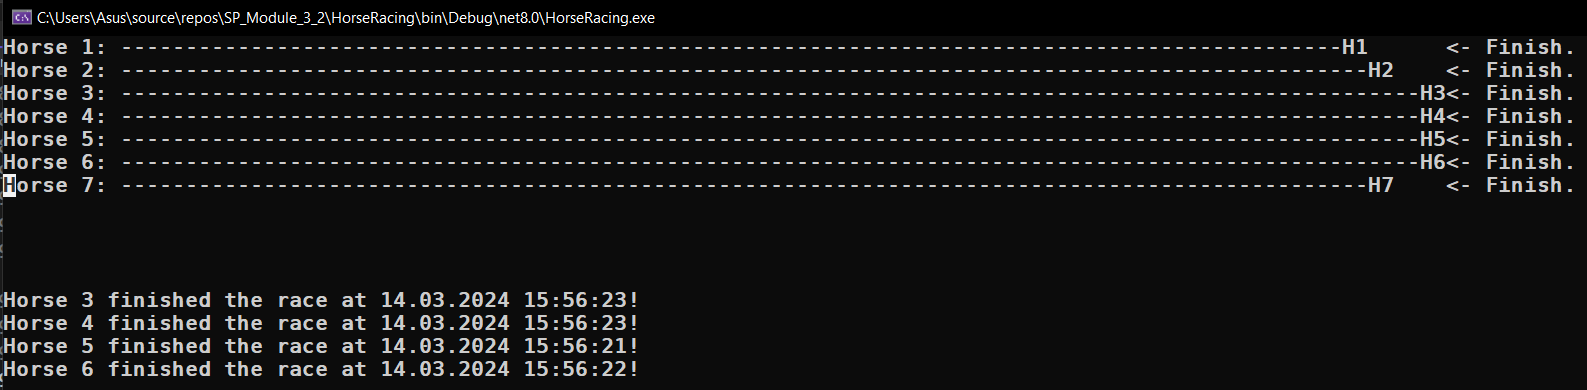 C:\Users\Asus\source\repos\SP_Module_3_2\HorseRacing\bin\Debug\net8.0\HorseRacing.exe
Horse 1: ----------------------------------------------------------------------------------------------H1      <- Finish.
Horse 2: ------------------------------------------------------------------------------------------------H2    <- Finish.
Horse 3: ----------------------------------------------------------------------------------------------------H3<- Finish.
Horse 4: ----------------------------------------------------------------------------------------------------H4<- Finish.
Horse 5: ----------------------------------------------------------------------------------------------------H5<- Finish.
Horse 6: ----------------------------------------------------------------------------------------------------H6<- Finish.
Horse 7: ------------------------------------------------------------------------------------------------H7    <- Finish.
Horse 3 finished the race at 14.03.2024 15:56:23!
Horse 4 finished the race at 14.03.2024 15:56:23!
Horse 5 finished the race at 14.03.2024 15:56:21!
Horse 6 finished the race at 14.03.2024 15:56:22!